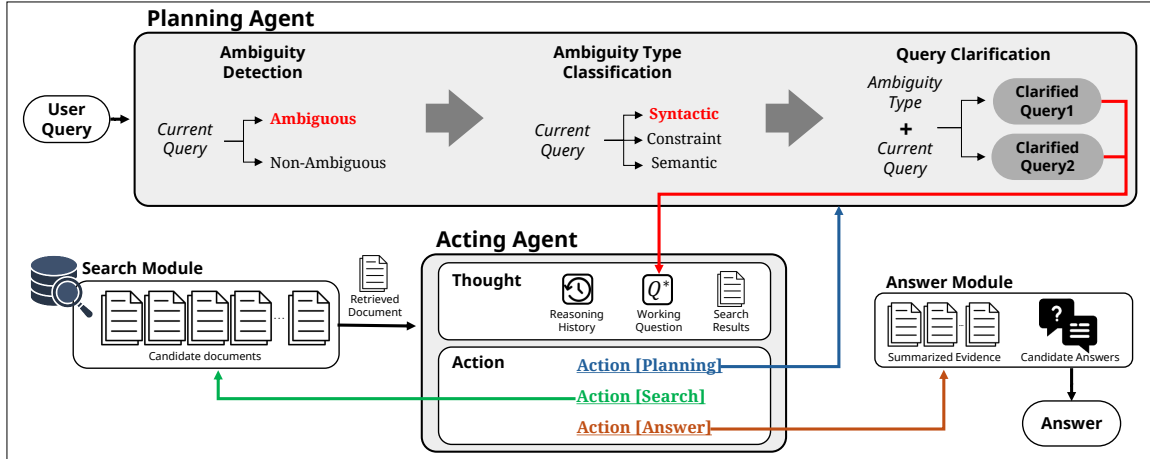 Planning Agent
Ambiguity
Detection
Ambiguity Type
Classification
Query Clarification
User
Query
Current
Query
Ambiguous
Non-Ambiguous
Current
Query
Syntactic
Constraint
Semantic
Ambiguity
Type
+
Current
Query
Clarified
Query1
Clarified
Query2
Search Module
Candidate documents
Retrieved
Document
Acting Agent
Thought
Reasoning
History
Q*
Working
Question
Search
Results
Action
Action [Planning]
Action [Search]
Action [Answer]
Answer Module
Summarized Evidence
?
Candidate Answers
Answer